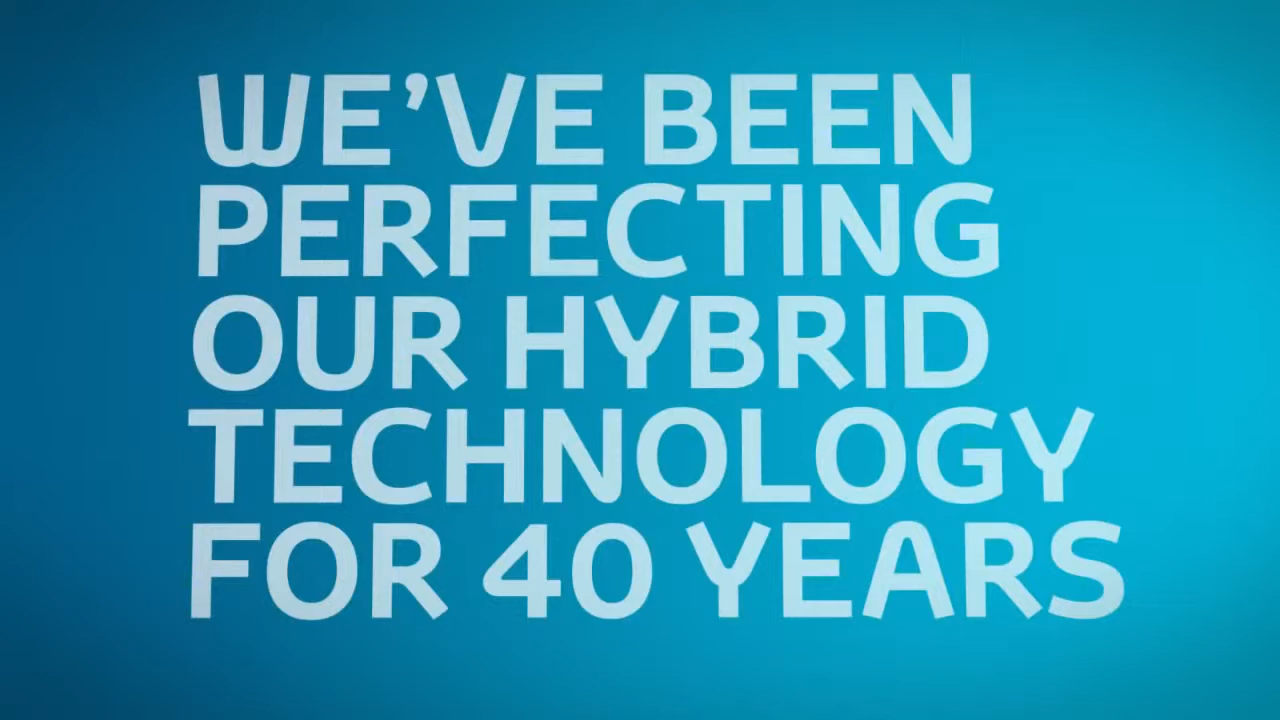 WE’VE BEEN
PERFECTING
OUR HYBRID
TECHNOLOGY
FOR 40 YEARS